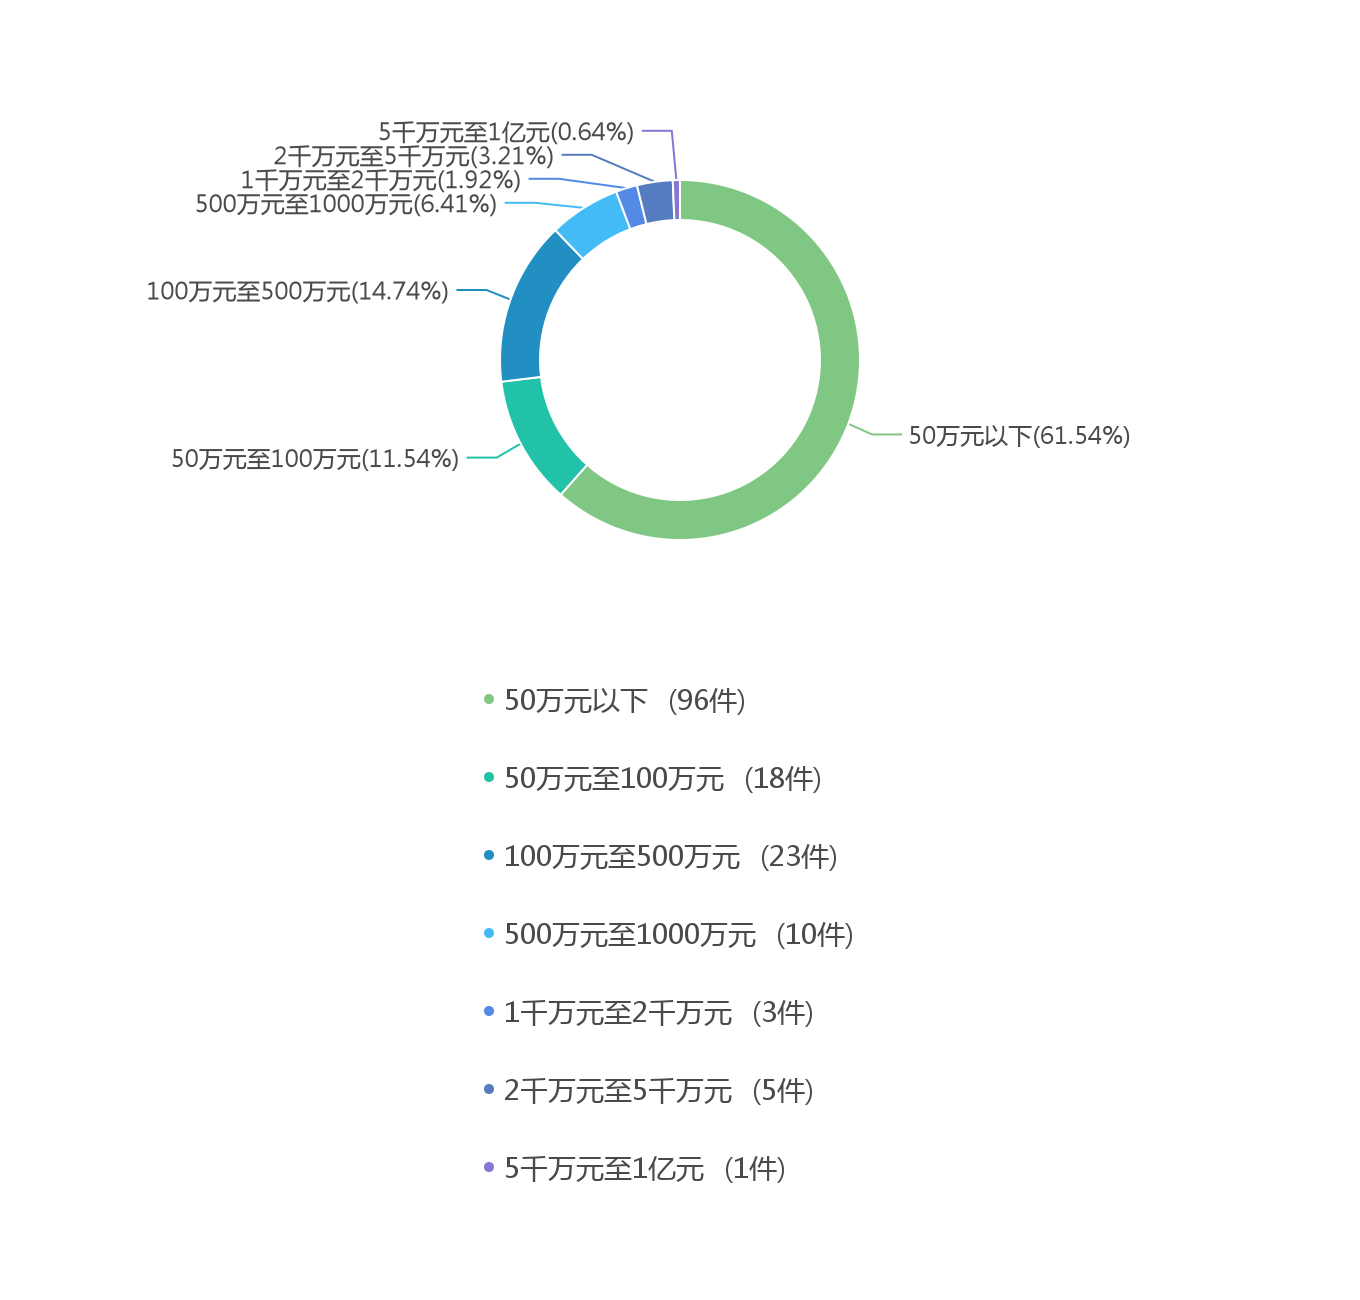 5千万元至1亿元(0.64%)
2千万元至5千万元(3.21%)
1千万元至2千万元(1.92%)
500万元至1000万元(6.41%)
100万元至500万元(14.74%)
50万元以下(61.54%)
50万元至100万元(11.54%)
50万元以下 (96件)
50万元至100万元 (18件)
100万元至500万元 (23件)
500万元至1000万元 (10件)
1千万元至2千万元 (3件)
2千万元至5千万元 (5件)
5千万元至1亿元 (1件)